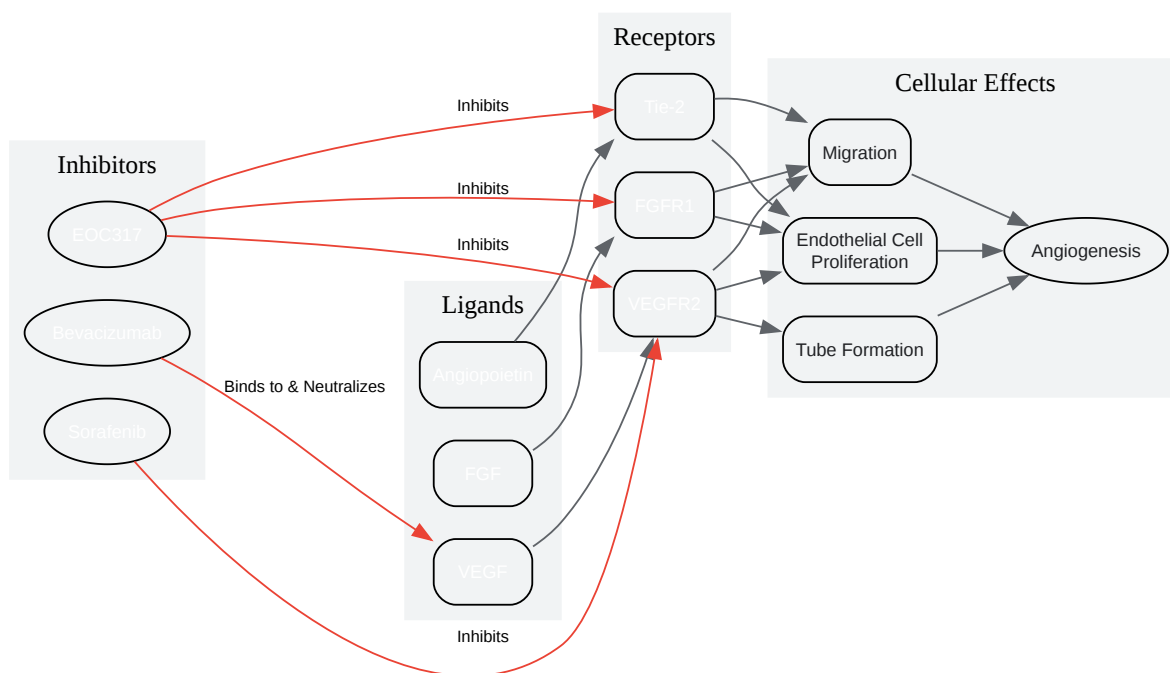 Inhibitors
EOC317
Bevacizumab
Sorafenib
Inhibits
Inhibits
Inhibits
Binds to & Neutralizes
Inhibits
Ligands
Angiopoietin
FGF
VEGF
Receptors
Tie-2
FGFR1
VEGFR2
Cellular Effects
Migration
Endothelial Cell
Proliferation
Tube Formation
Angiogenesis